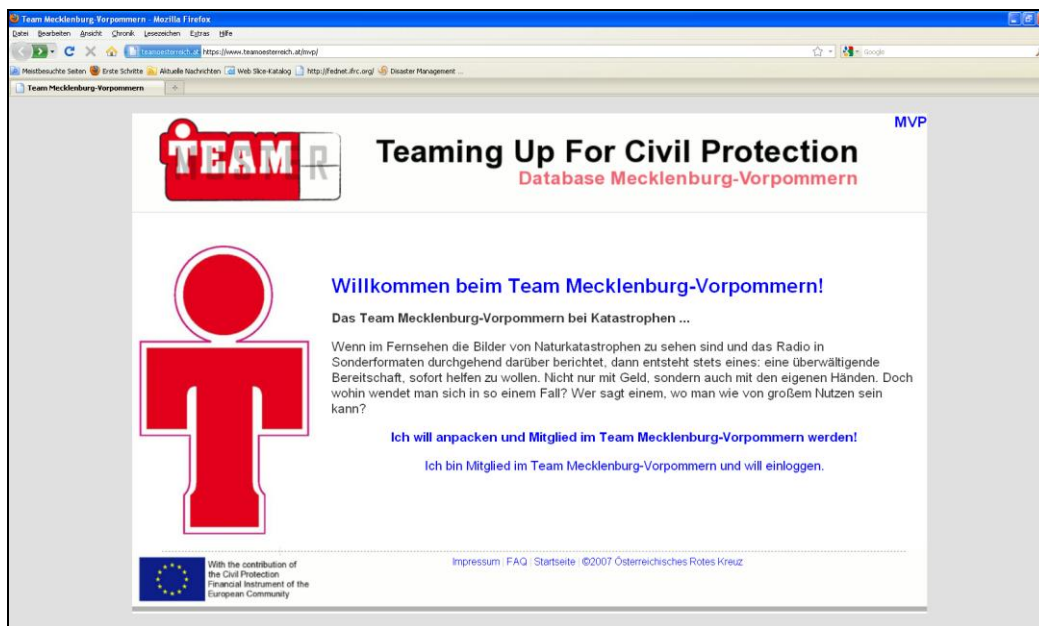 Team Mecklenburg-Vorpommern - Mozilla Firefox
Datei Bearbeiten Ansicht Chronik Lesezeichen Extras Hilfe
teamoesterreich.at https://www.teamoesterreich.at/mvp/
Google
Meistbesuchte Seiten Erste Schritte Aktuelle Nachrichten Web Slice-Katalog http://fednet.ifrc.org/ Disaster Management ...
Team Mecklenburg-Vorpommern
MVP
TEAM
Teaming Up For Civil Protection
Database Mecklenburg-Vorpommern
Willkommen beim Team Mecklenburg-Vorpommern!
Das Team Mecklenburg-Vorpommern bei Katastrophen ...
Wenn im Fernsehen die Bilder von Naturkatastrophen zu sehen sind und das Radio in
Sonderformaten durchgehend darüber berichtet, dann entsteht stets eines: eine überwältigende
Bereitschaft, sofort helfen zu wollen. Nicht nur mit Geld, sondern auch mit den eigenen Händen. Doch
wohin wendet man sich in so einem Fall? Wer sagt einem, wo man wie von großem Nutzen sein
kann?
Ich will anpacken und Mitglied im Team Mecklenburg-Vorpommern werden!
Ich bin Mitglied im Team Mecklenburg-Vorpommern und will einloggen.
With the contribution of
the Civil Protection
Financial Instrument of the
European Community
Impressum | FAQ | Startseite | ©2007 Österreichisches Rotes Kreuz